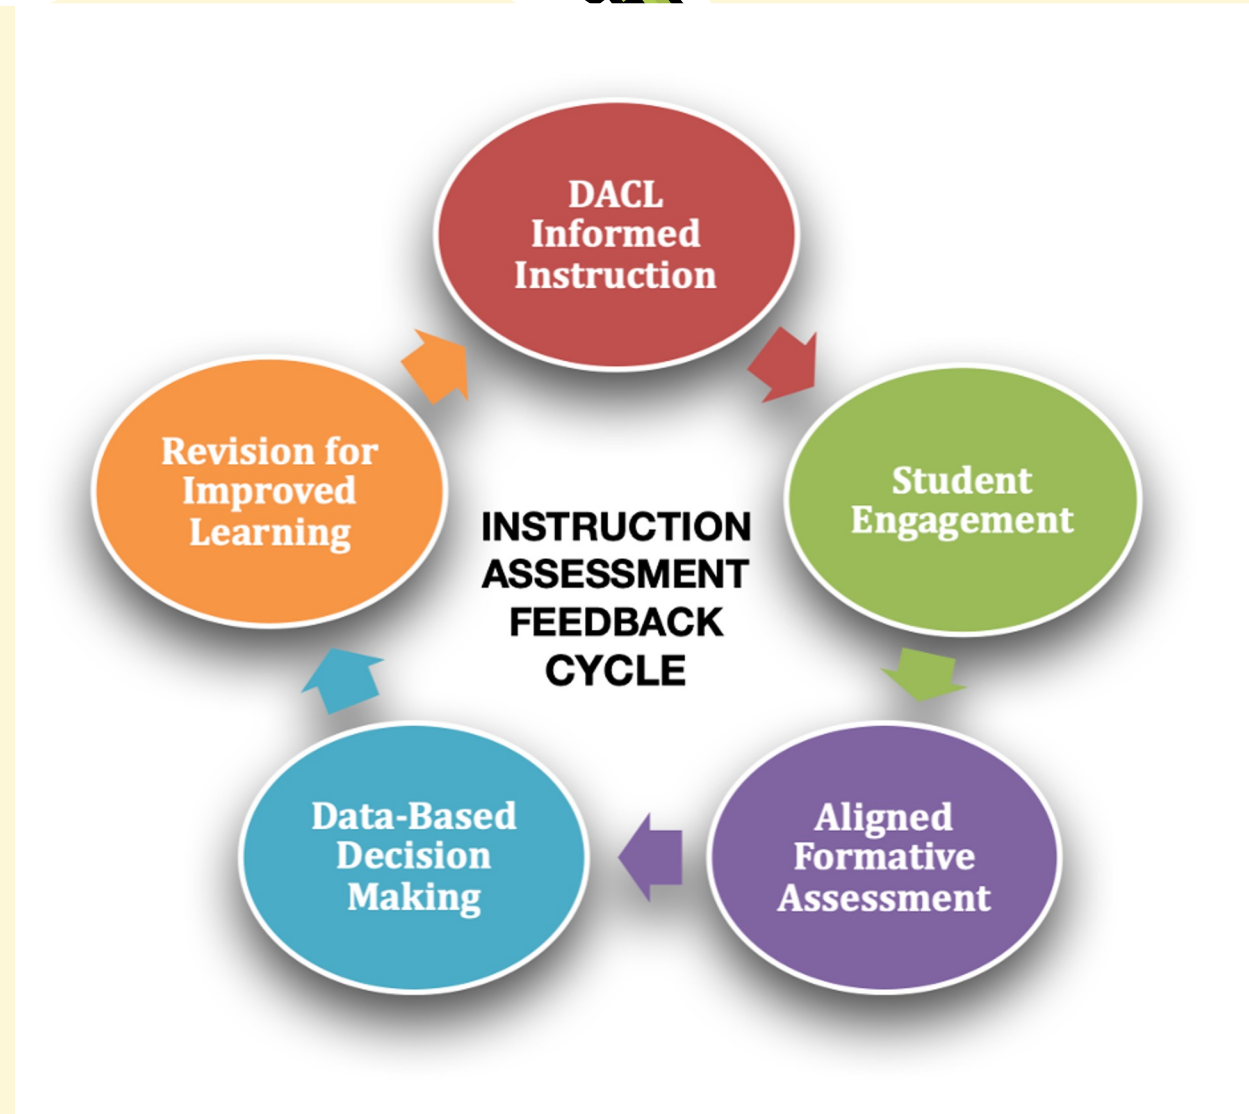 DACL
Informed
Instruction
Student
Engagement
Aligned
Formative
Assessment
Data-Based
Decision
Making
Revision for
Improved
Learning
INSTRUCTION
ASSESSMENT
FEEDBACK
CYCLE